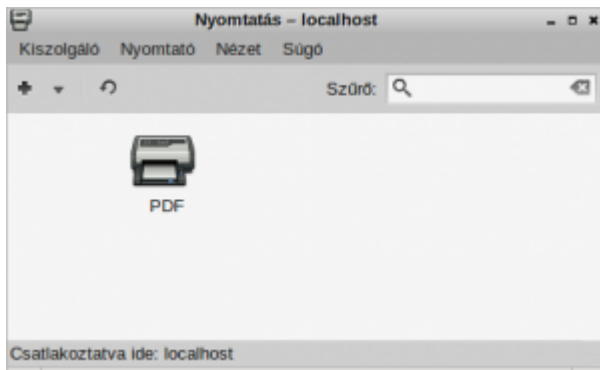 Nyomtatás – localhost
Kiszolgáló Nyomtató Nézet Súgó
Szűrő:
PDF
Csatlakoztatva ide: localhost